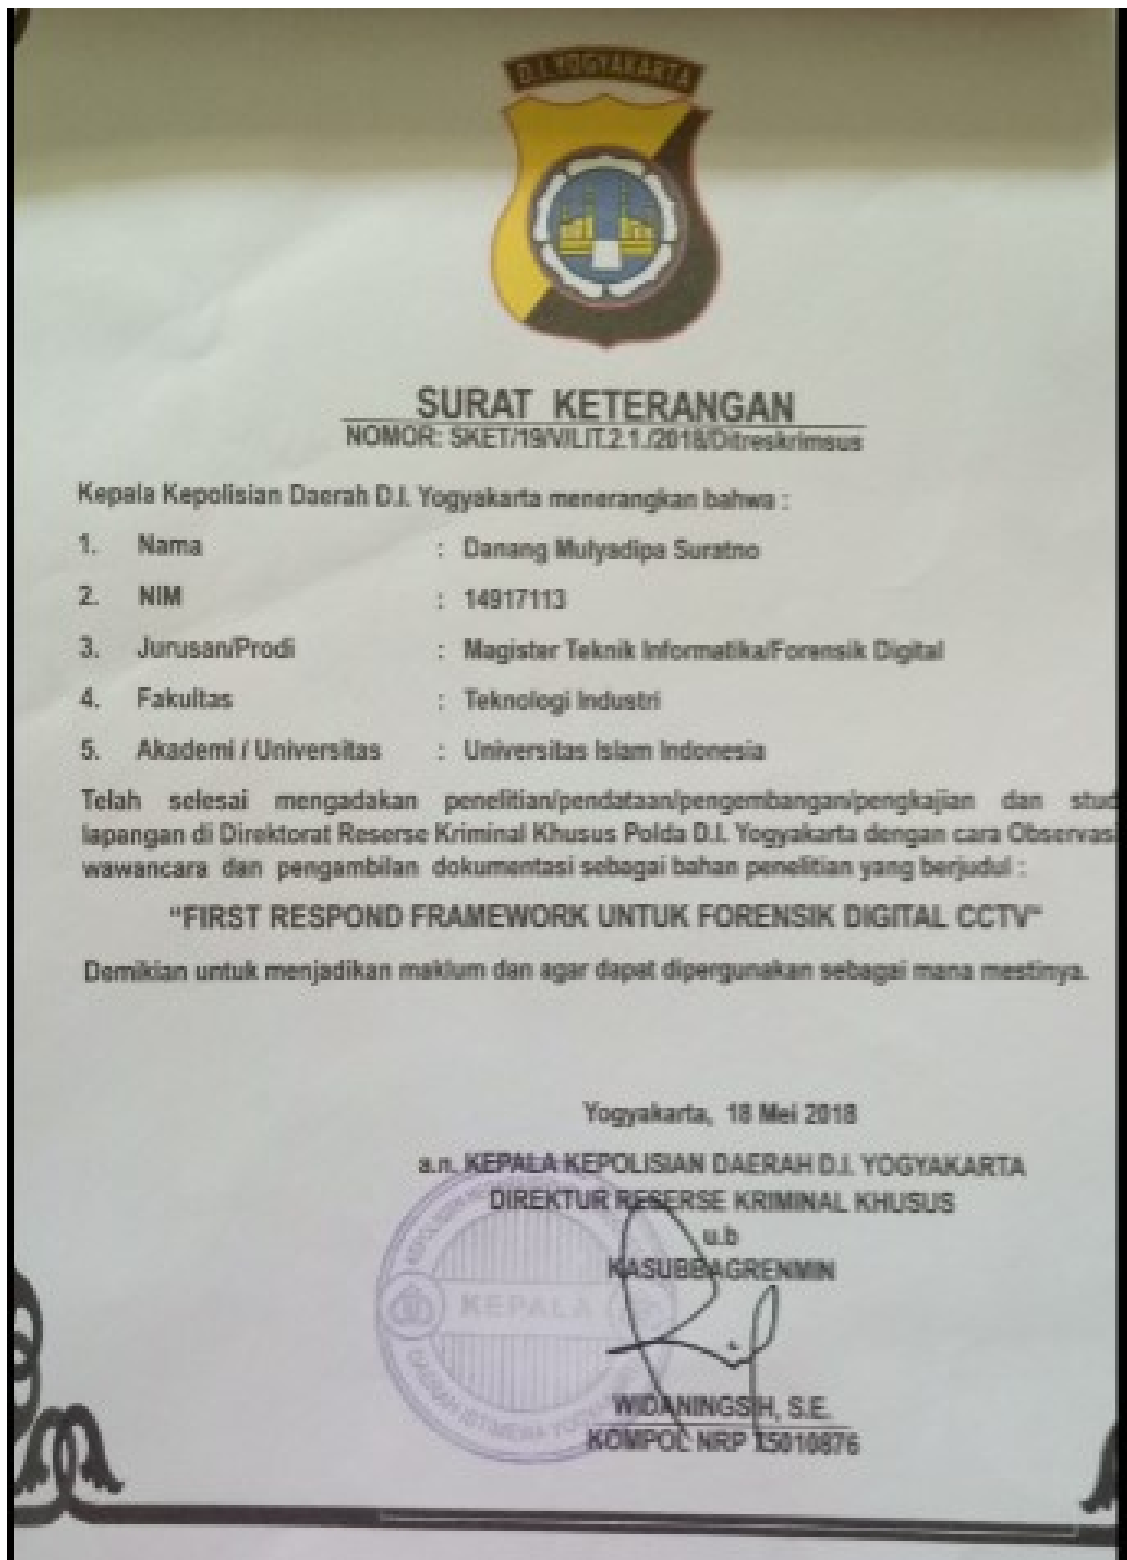 D.I. YOGYAKARTA
SURAT KETERANGAN
NOMOR: SKET/19/V/LIT.2.1./2018/Ditreskrimsus
Kepala Kepolisian Daerah D.I. Yogyakarta menerangkan bahwa :
1. Nama : Danang Mulyadipa Suratno
2. NIM : 14917113
3. Jurusan/Prodi : Magister Teknik Informatika/Forensik Digital
4. Fakultas : Teknologi Industri
5. Akademi / Universitas : Universitas Islam Indonesia
Telah selesai mengadakan penelitian/pendataan/pengembangan/pengkajian dan stud
lapangan di Direktorat Reserse Kriminal Khusus Polda D.I. Yogyakarta dengan cara Observasi
wawancara dan pengambilan dokumentasi sebagai bahan penelitian yang berjudul :
"FIRST RESPOND FRAMEWORK UNTUK FORENSIK DIGITAL CCTV"
Demikian untuk menjadikan maklum dan agar dapat dipergunakan sebagai mana mestinya.
Yogyakarta, 18 Mei 2018
a.n. KEPALA KEPOLISIAN DAERAH D.I. YOGYAKARTA
DIREKTUR RESERSE KRIMINAL KHUSUS
u.b
KASUBBAGRENMIN
KEPALA
DAERAH ISTIMEWA
WIDANINGSIH, S.E.
KOMPOL NRP 75010876